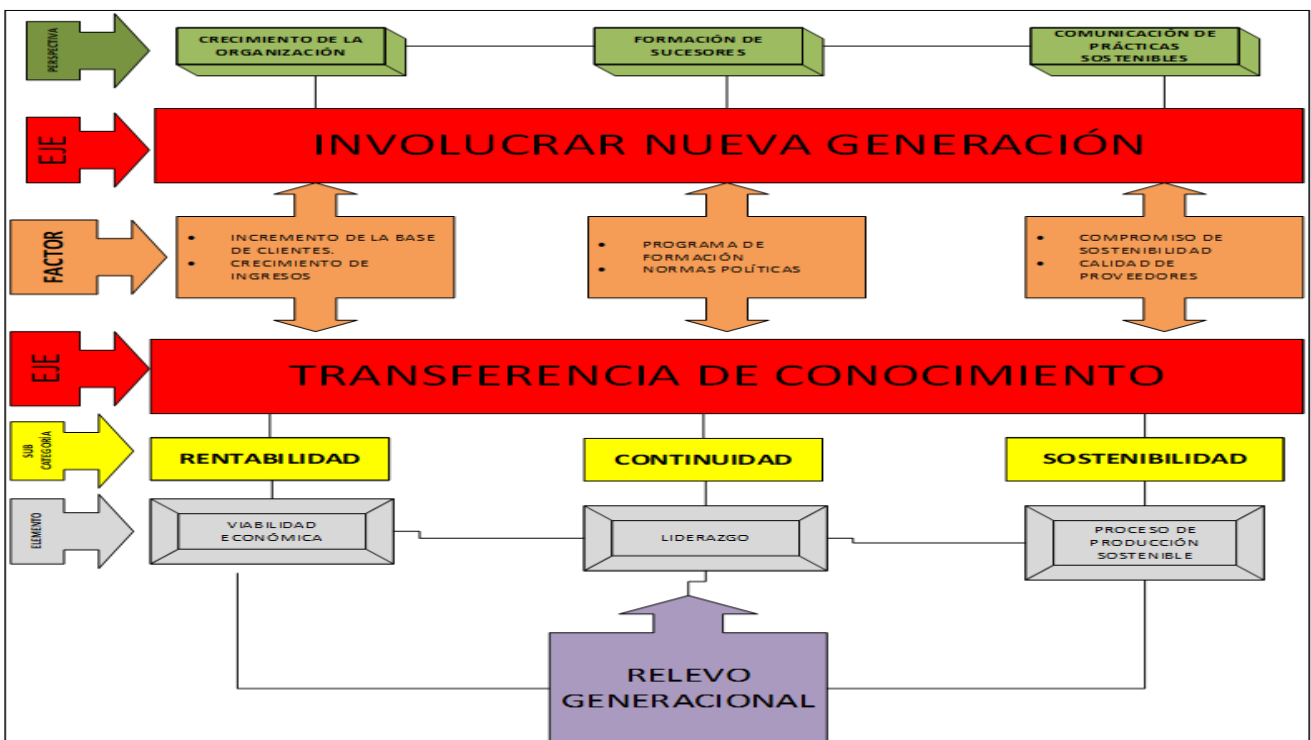 PERSPECTIVA
CRECIMIENTO DE LA
ORGANIZACIÓN
FORMACIÓN DE
SUCESORES
COMUNICACIÓN DE
PRÁCTICAS
SOSTENIBLES
EJE
INVOLUCRAR NUEVA GENERACIÓN
FACTOR
• INCREMENTO DE LA BASE
DE CLIENTES.
• CRECIMIENTO DE
INGRESOS
• PROGRAMA DE
FORMACIÓN
• NORMAS POLÍTICAS
• COMPROMISO DE
SOSTENIBILIDAD
• CALIDAD DE
PROVEEDORES
EJE
TRANSFERENCIA DE CONOCIMIENTO
SUB
CATEGORÍA
RENTABILIDAD
CONTINUIDAD
SOSTENIBILIDAD
ELEMENTO
VIABILIDAD
ECONÓMICA
LIDERAZGO
PROCESO DE
PRODUCCIÓN
SOSTENIBLE
RELEVO
GENERACIONAL